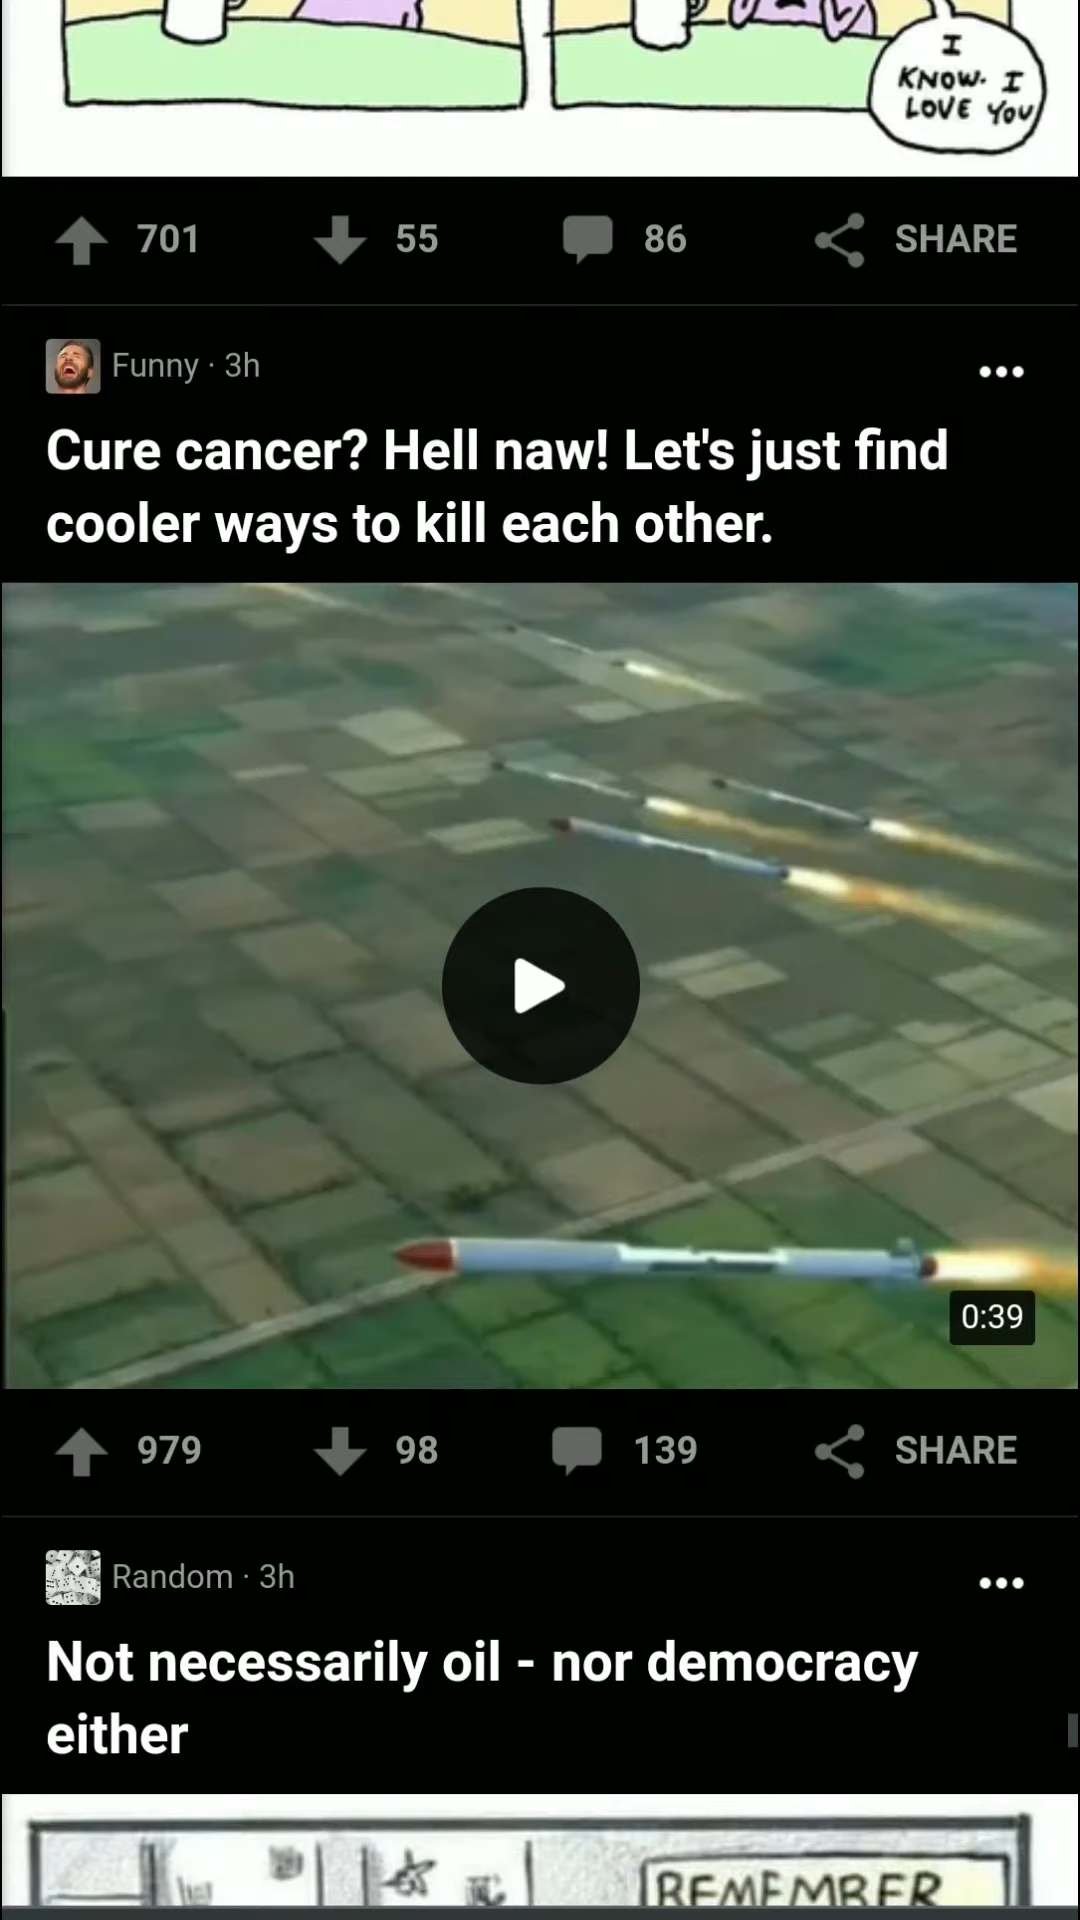 I
KNOW. I
LOVE YOU
701
55
86
SHARE
Funny · 3h
Cure cancer? Hell naw! Let's just find
cooler ways to kill each other.
0:39
979
98
139
SHARE
Random · 3h
Not necessarily oil - nor democracy
either
REMEMBER